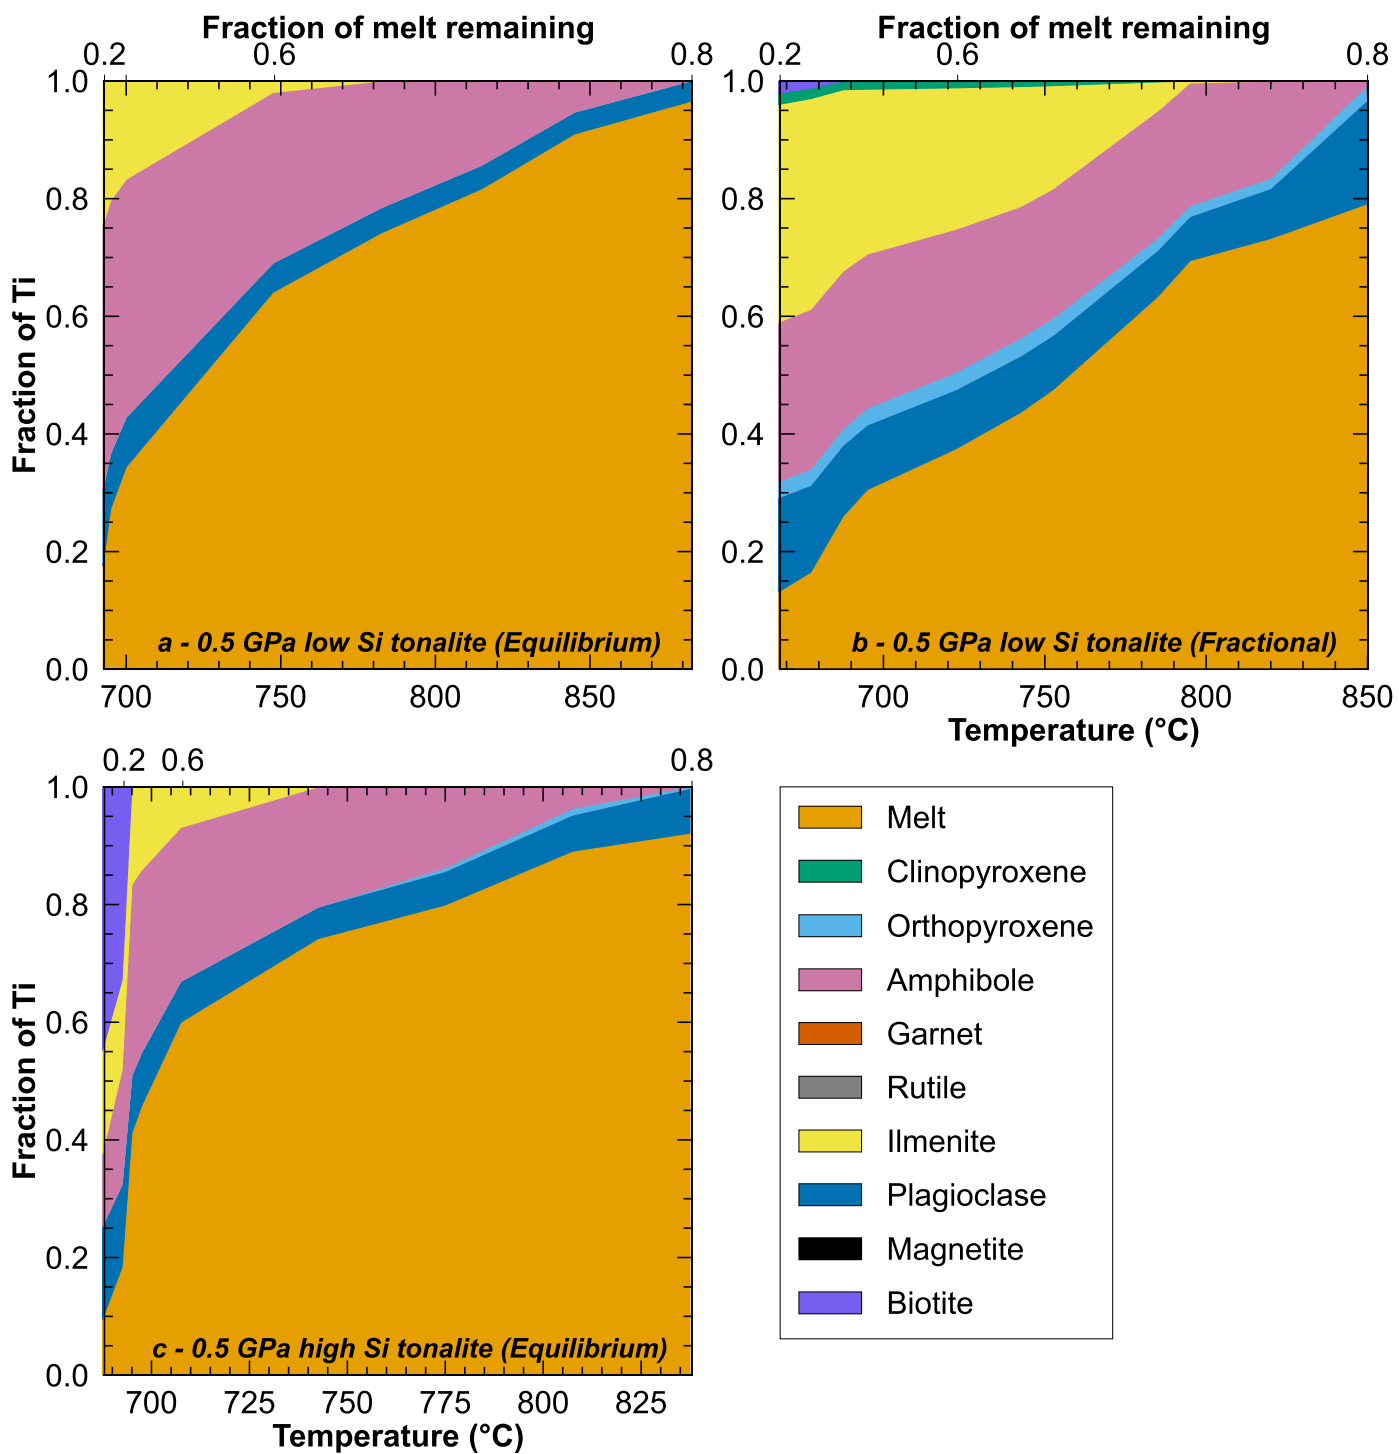 Fraction of melt remaining
0.2 0.6 0.8
1.0
0.8
0.6
0.4
0.2
0.0
Fraction of Ti
a - 0.5 GPa low Si tonalite (Equilibrium)
700 750 800 850
Fraction of melt remaining
0.2 0.6 0.8
1.0
0.8
0.6
0.4
0.2
0.0
b - 0.5 GPa low Si tonalite (Fractional)
700 750 800 850
Temperature (°C)
0.2 0.6 0.8
1.0
0.8
0.6
0.4
0.2
0.0
Fraction of Ti
c - 0.5 GPa high Si tonalite (Equilibrium)
700 725 750 775 800 825
Temperature (°C)
Melt
Clinopyroxene
Orthopyroxene
Amphibole
Garnet
Rutile
Ilmenite
Plagioclase
Magnetite
Biotite